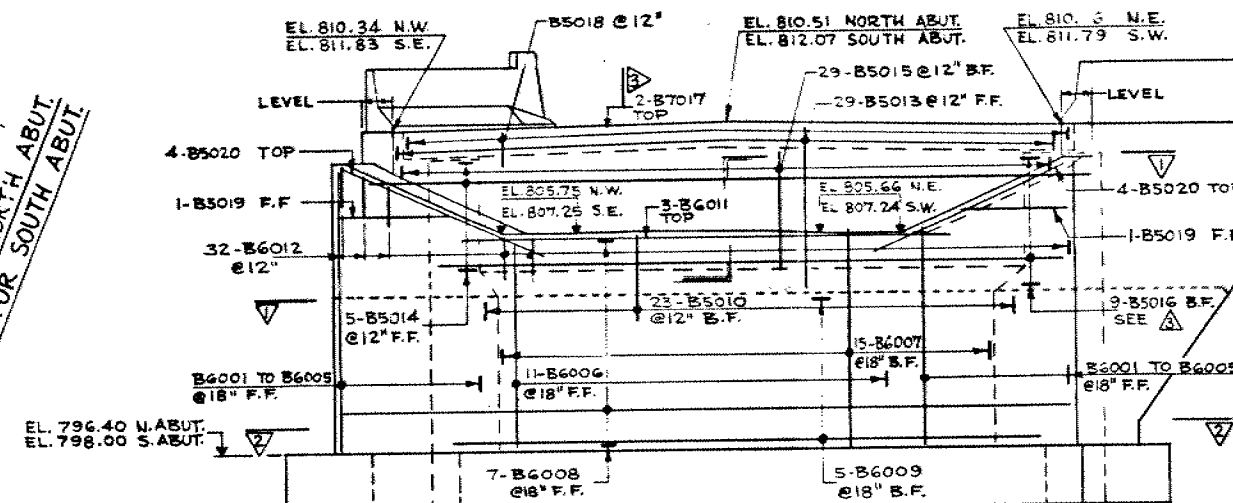 EL. 810.34 N.W.
EL. 811.83 S.E.
B5018 @ 12"
EL. 810.51 NORTH ABUT.
EL. 812.07 SOUTH ABUT.
EL. 810. N.E.
EL. 811.79 S.W.
3
29-B5015 @ 12" B.F.
LEVEL
2-B7017
TOP
29-B5013 @ 12" F.F.
LEVEL
NORTH ABUT.
SOUTH ABUT.
4-B5020 TOP
1
EL. 805.75 N.W.
EL. 807.25 S.E.
EL. 805.66 N.E.
EL. 807.24 S.W.
4-B5020 TOP
1-B5019 F.F
3-B6011
TOP
1-B5019 F.F
32-B6012
@ 12"
1
5-B5014
@ 12" F.F.
23-B5010
@ 12" B.F.
9-B5016 B.F.
SEE 3
15-B6007
@ 18" B.F.
B6001 TO B6005
@ 18" F.F.
11-B6006
@ 18" F.F.
B6001 TO B6005
@ 18" F.F.
EL. 796.40 N. ABUT.
EL. 798.00 S. ABUT.
2
2
7-B6008
@ 18" F.F.
5-B6009
@ 18" B.F.